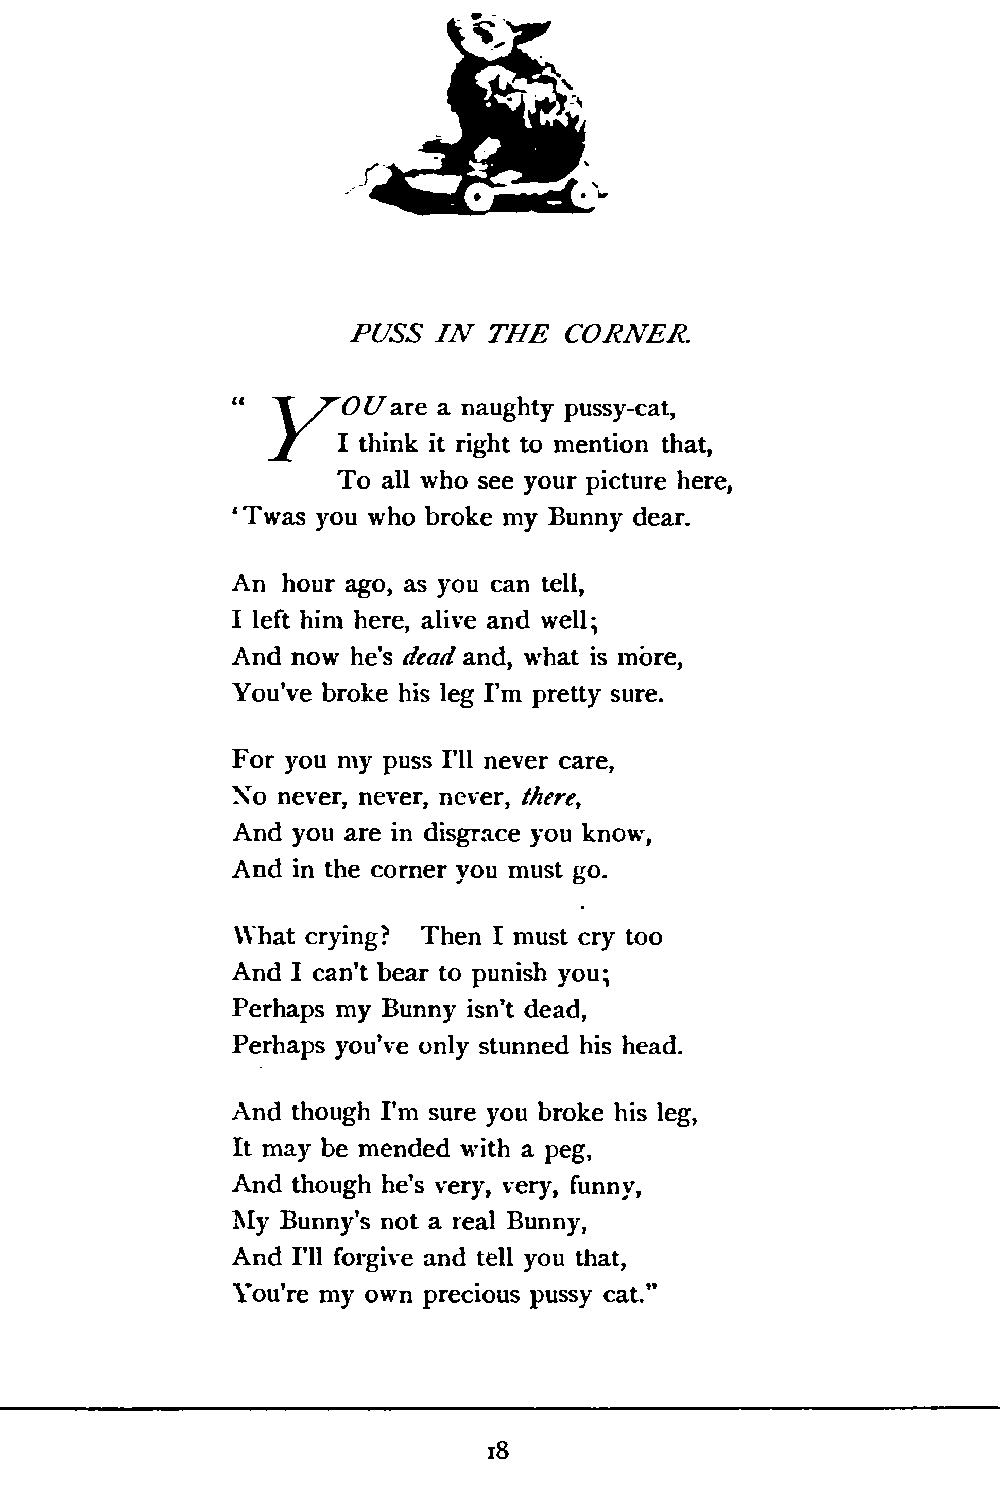 PUSS IN THE CORNER.
“ YOU are a naughty pussy-cat,
I think it right to mention that,
To all who see your picture here,
‘Twas you who broke my Bunny dear.
An hour ago, as you can tell,
I left him here, alive and well;
And now he's dead and, what is more,
You've broke his leg I'm pretty sure.
For you my puss I'll never care,
No never, never, never, there,
And you are in disgrace you know,
And in the corner you must go.
What crying? Then I must cry too
And I can't bear to punish you;
Perhaps my Bunny isn't dead,
Perhaps you've only stunned his head.
And though I'm sure you broke his leg,
It may be mended with a peg,
And though he's very, very, funny,
My Bunny's not a real Bunny,
And I'll forgive and tell you that,
You're my own precious pussy cat.”
18